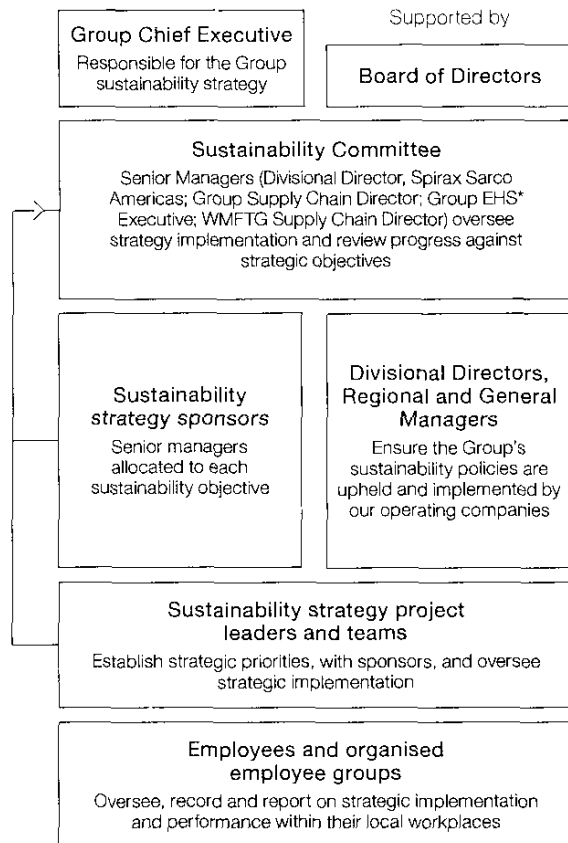 Group Chief Executive
Responsible for the Group
sustainability strategy
Supported by
Board of Directors
Sustainability Committee
Senior Managers (Divisional Director, Spirax Sarco
Americas; Group Supply Chain Director; Group EHS*
Executive; WMFTG Supply Chain Director) oversee
strategy implementation and review progress against
strategic objectives
Sustainability
strategy sponsors
Senior managers
allocated to each
sustainability objective
Divisional Directors,
Regional and General
Managers
Ensure the Group's
sustainability policies are
upheld and implemented by
our operating companies
Sustainability strategy project
leaders and teams
Establish strategic priorities, with sponsors, and oversee
strategic implementation
Employees and organised
employee groups
Oversee, record and report on strategic implementation
and performance within their local workplaces